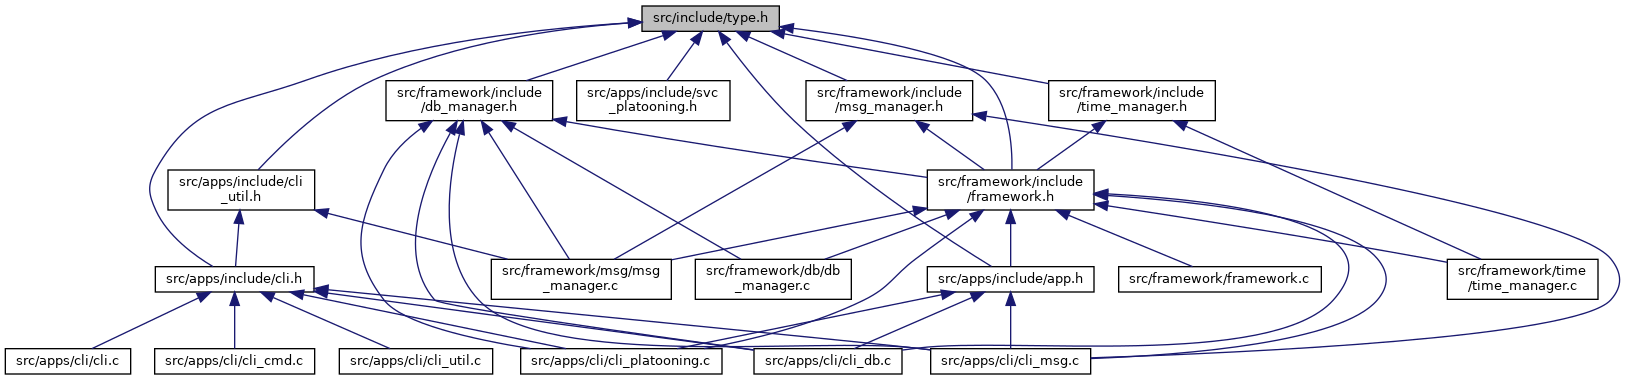 src/include/type.h
src/framework/include
/db_manager.h
src/apps/include/svc
_platooning.h
src/framework/include
/msg_manager.h
src/framework/include
/time_manager.h
src/apps/include/cli
_util.h
src/framework/include
/framework.h
src/apps/include/cli.h
src/framework/msg/msg
_manager.c
src/framework/db/db
_manager.c
src/apps/include/app.h
src/framework/framework.c
src/framework/time
/time_manager.c
src/apps/cli/cli.c
src/apps/cli/cli_cmd.c
src/apps/cli/cli_util.c
src/apps/cli/cli_platooning.c
src/apps/cli/cli_db.c
src/apps/cli/cli_msg.c